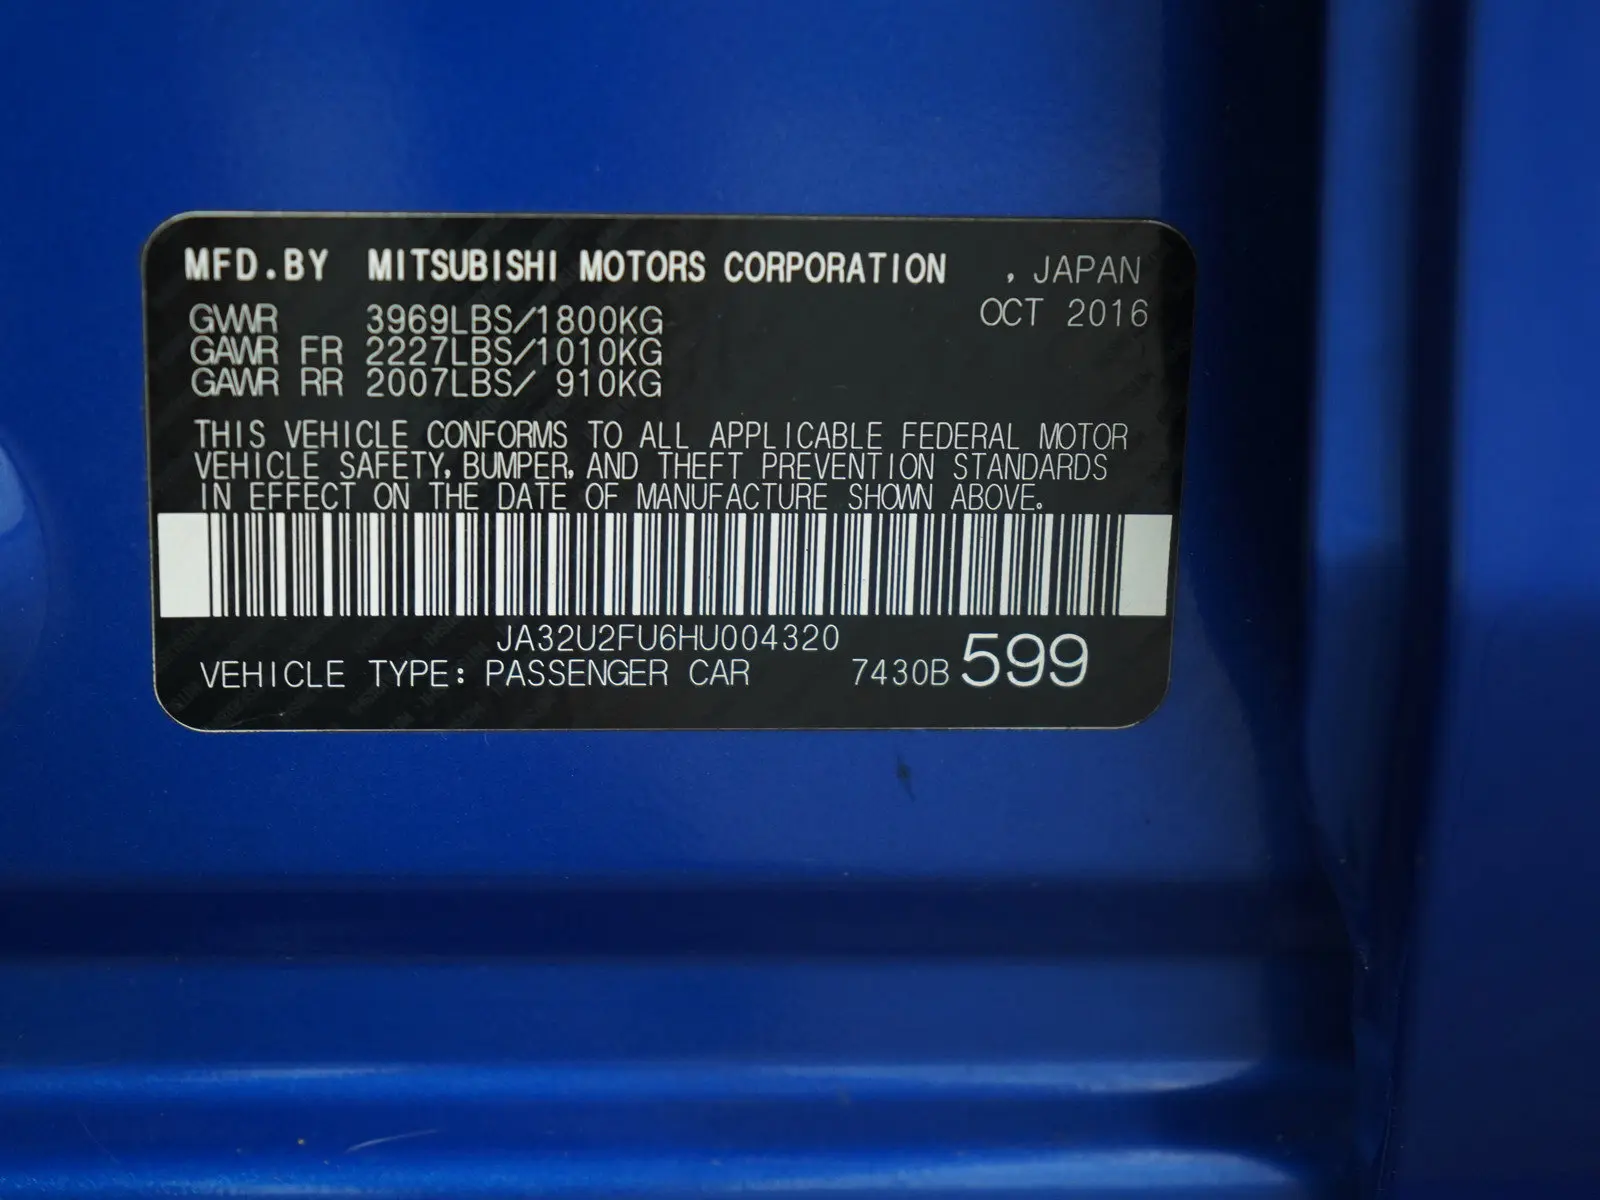 MFD.BY MITSUBISHI MOTORS CORPORATION , JAPAN
OCT 2016
GVWR 3969LBS/1800KG
GAWR FR 2227LBS/1010KG
GAWR RR 2007LBS/ 910KG
THIS VEHICLE CONFORMS TO ALL APPLICABLE FEDERAL MOTOR
VEHICLE SAFETY, BUMPER, AND THEFT PREVENTION STANDARDS
IN EFFECT ON THE DATE OF MANUFACTURE SHOWN ABOVE.
JA32U2FU6HU004320
VEHICLE TYPE: PASSENGER CAR 7430B 599